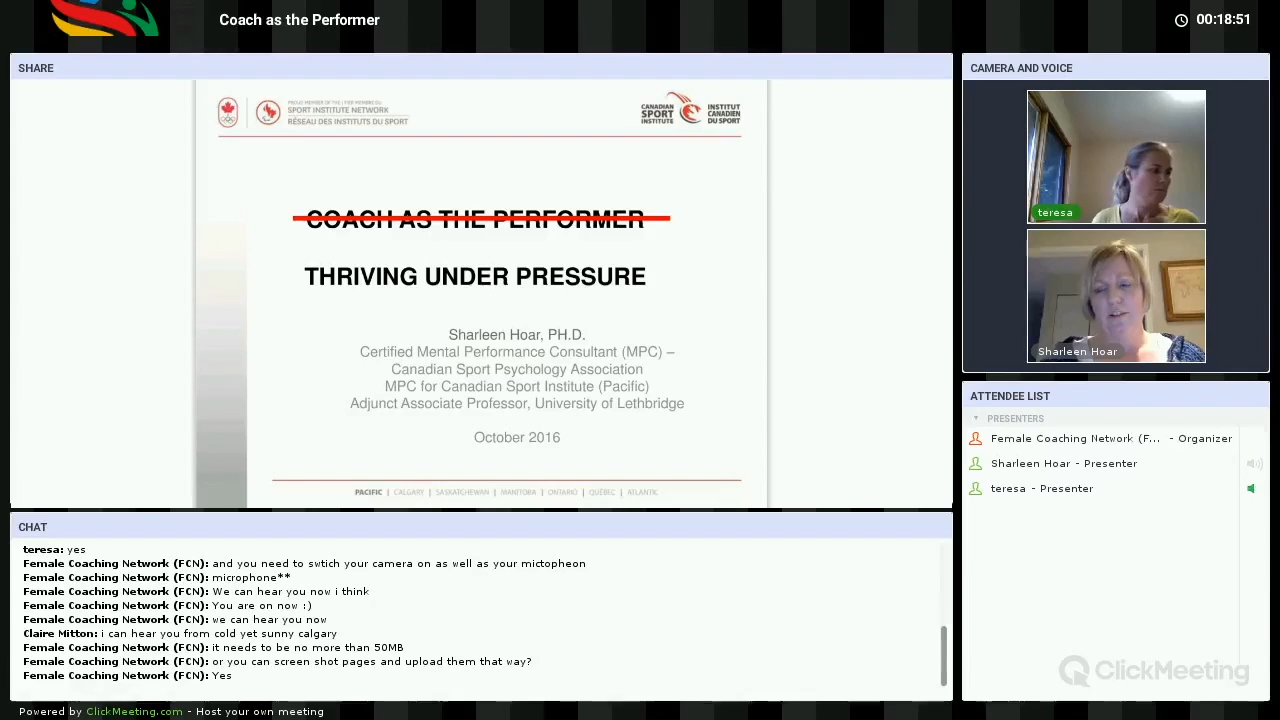 Coach as the Performer
00:18:51
SHARE
PROUD MEMBER OF THE | FIER MEMBRE DU
SPORT INSTITUTE NETWORK
RÉSEAU DES INSTITUTS DU SPORT
CANADIAN
SPORT
INSTITUTE
INSTITUT
CANADIEN
DU SPORT
COACH AS THE PERFORMER
THRIVING UNDER PRESSURE
Sharleen Hoar, PH.D.
Certified Mental Performance Consultant (MPC) –
Canadian Sport Psychology Association
MPC for Canadian Sport Institute (Pacific)
Adjunct Associate Professor, University of Lethbridge
October 2016
PACIFIC | CALGARY | SASKATCHEWAN | MANITOBA | ONTARIO | QUÉBEC | ATLANTIC
CAMERA AND VOICE
teresa
Sharleen Hoar
ATTENDEE LIST
PRESENTERS
Female Coaching Network (F... - Organizer
Sharleen Hoar - Presenter
teresa - Presenter
CHAT
teresa: yes
Female Coaching Network (FCN): and you need to swtich your camera on as well as your mictopheon
Female Coaching Network (FCN): microphone**
Female Coaching Network (FCN): We can hear you now i think
Female Coaching Network (FCN): You are on now :)
Female Coaching Network (FCN): we can hear you now
Claire Mitton: i can hear you from cold yet sunny calgary
Female Coaching Network (FCN): it needs to be no more than 50MB
Female Coaching Network (FCN): or you can screen shot pages and upload them that way?
Female Coaching Network (FCN): Yes
ClickMeeting
Powered by ClickMeeting.com - Host your own meeting